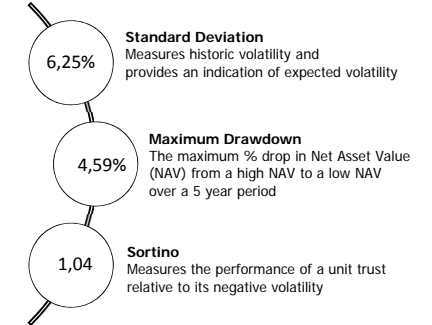 6,25%
Standard Deviation
Measures historic volatility and
provides an indication of expected volatility
4,59%
Maximum Drawdown
The maximum % drop in Net Asset Value
(NAV) from a high NAV to a low NAV
over a 5 year period
1,04
Sortino
Measures the performance of a unit trust
relative to its negative volatility